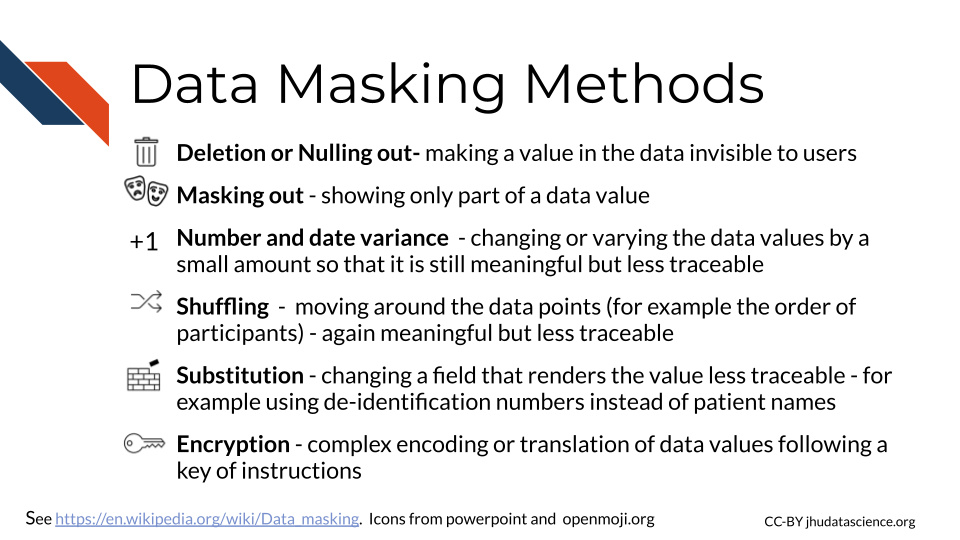 Data Masking Methods
Deletion or Nulling out- making a value in the data invisible to users
Masking out - showing only part of a data value
+1 Number and date variance - changing or varying the data values by a
small amount so that it is still meaningful but less traceable
Shuffling - moving around the data points (for example the order of
participants) - again meaningful but less traceable
Substitution - changing a field that renders the value less traceable - for
example using de-identification numbers instead of patient names
Encryption - complex encoding or translation of data values following a
key of instructions
See https://en.wikipedia.org/wiki/Data_masking. Icons from powerpoint and openmoji.org
CC-BY jhudatascience.org